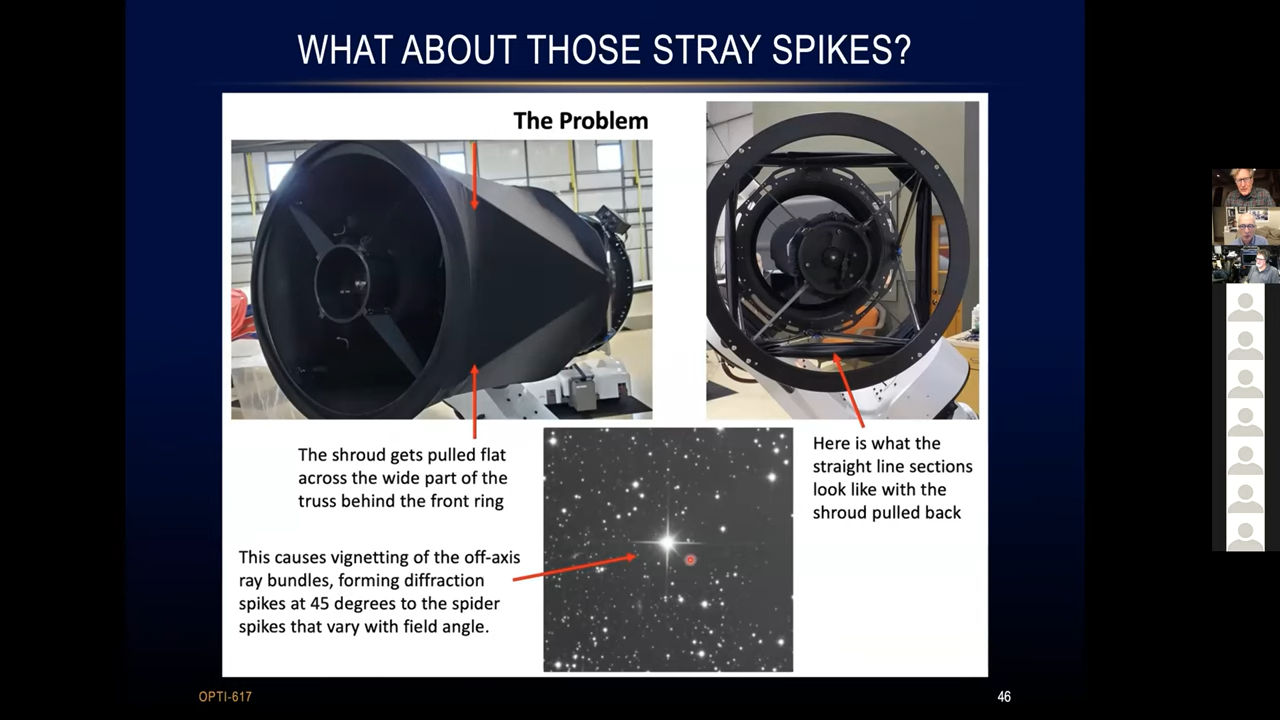 WHAT ABOUT THOSE STRAY SPIKES?
The Problem
The shroud gets pulled flat
across the wide part of the
truss behind the front ring
Here is what the
straight line sections
look like with the
shroud pulled back
This causes vignetting of the off-axis
ray bundles, forming diffraction
spikes at 45 degrees to the spider
spikes that vary with field angle.
OPTI-617
46